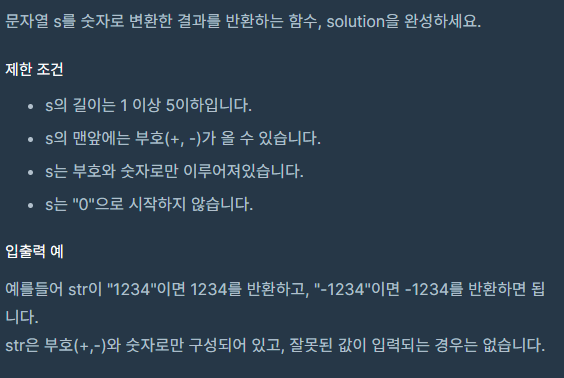 문자열 s를 숫자로 변환한 결과를 반환하는 함수, solution을 완성하세요.
제한 조건
• s의 길이는 1 이상 5이하입니다.
• s의 맨앞에는 부호(+, -)가 올 수 있습니다.
• s는 부호와 숫자로만 이루어져있습니다.
• s는 "0"으로 시작하지 않습니다.
입출력 예
예를들어 str이 "1234"이면 1234를 반환하고, "-1234"이면 -1234를 반환하면 됩
니다.
str은 부호(+,-)와 숫자로만 구성되어 있고, 잘못된 값이 입력되는 경우는 없습니다.